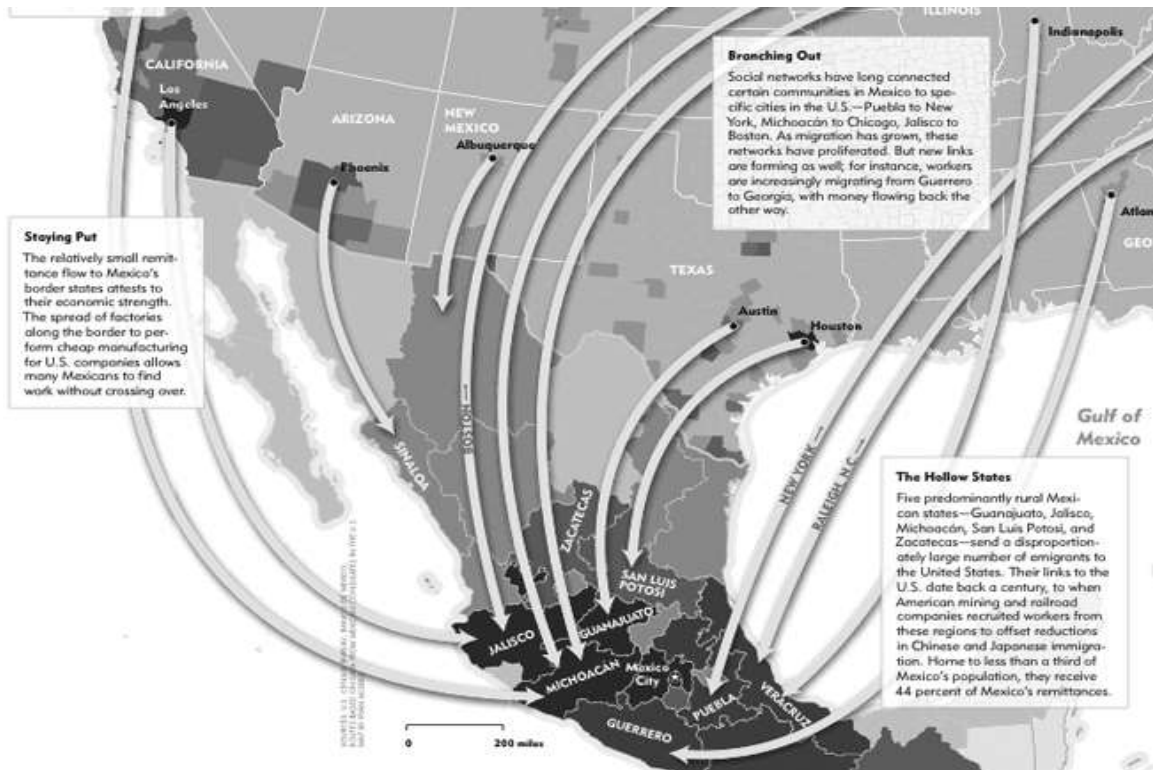 ILLINOIS
Indianapolis
Branching Out
Social networks have long connected
certain communities in Mexico to spe-
cific cities in the U.S.—Puebla to New
York, Michoacán to Chicago, Jalisco to
Boston. As migration has grown, these
networks have proliferated. But new links
are forming as well; for instance, workers
are increasingly migrating from Guerrero
to Georgia, with money flowing back the
other way.
CALIFORNIA
Los
Angeles
ARIZONA
NEW
MEXICO
Albuquerque
Phoenix
Atlan
GEO
Staying Put
The relatively small remit-
tance flow to Mexico's
border states attests to
their economic strength.
The spread of factories
along the border to per-
form cheap manufacturing
for U.S. companies allows
many Mexicans to find
work without crossing over.
TEXAS
Austin
Houston
BOSTON
SINALOA
ZACATECAS
NEW YORK
RALEIGH, N.C.
Gulf of
Mexico
The Hollow States
Five predominantly rural Mexi-
can states—Guanajuato, Jalisco,
Michoacán, San Luis Potosi, and
Zacatecas—send a disproportion-
ately large number of emigrants to
the United States. Their links to the
U.S. date back a century, to when
American mining and railroad
companies recruited workers from
these regions to offset reductions
in Chinese and Japanese immigra-
tion. Home to less than a third of
Mexico's population, they receive
44 percent of Mexico's remittances.
SAN LUIS
POTOSÍ
GUANAJUATO
JALISCO
MICHOACÁN
Mexico
City
PUEBLA
VERACRUZ
GUERRERO
0 200 miles